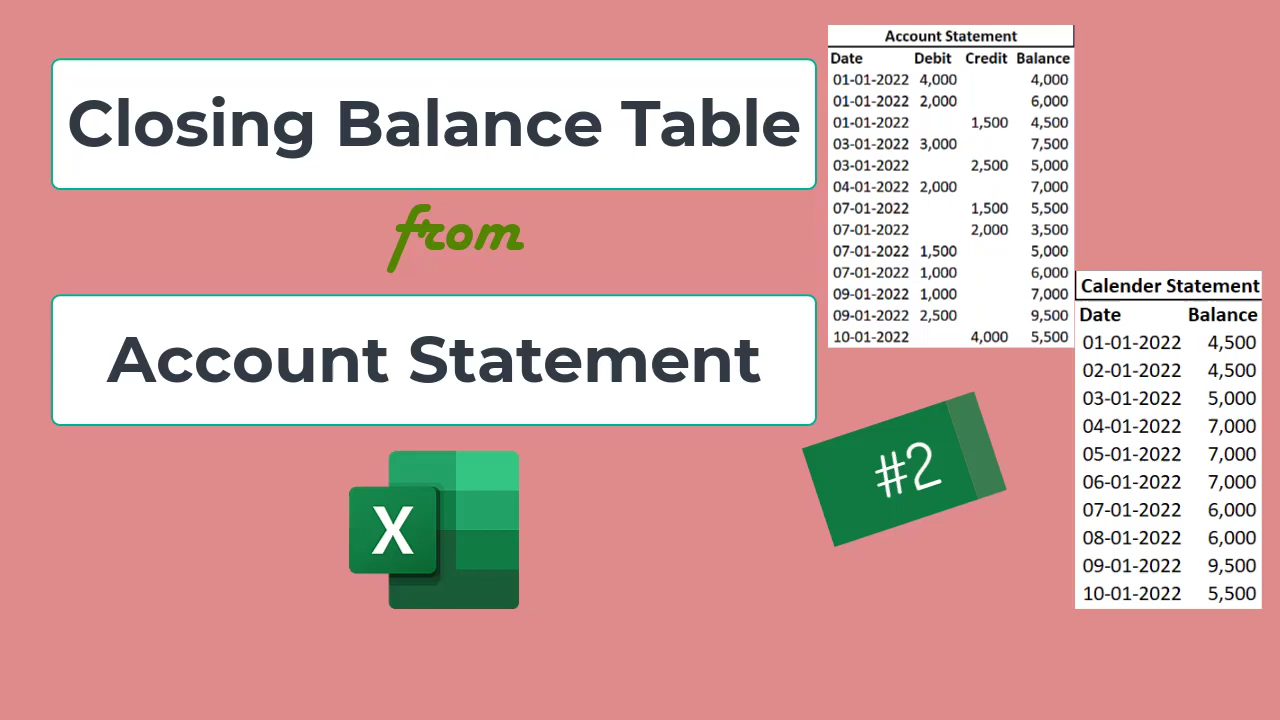 Closing Balance Table
from
Account Statement
X
Account Statement
Date Debit Credit Balance
01-01-2022 4,000 4,000
01-01-2022 2,000 6,000
01-01-2022 1,500 4,500
03-01-2022 3,000 7,500
03-01-2022 2,500 5,000
04-01-2022 2,000 7,000
07-01-2022 1,500 5,500
07-01-2022 2,000 3,500
07-01-2022 1,500 5,000
07-01-2022 1,000 6,000
09-01-2022 1,000 7,000
09-01-2022 2,500 9,500
10-01-2022 4,000 5,500
Calender Statement
Date Balance
01-01-2022 4,500
02-01-2022 4,500
03-01-2022 5,000
04-01-2022 7,000
05-01-2022 7,000
06-01-2022 7,000
07-01-2022 6,000
08-01-2022 6,000
09-01-2022 9,500
10-01-2022 5,500
#2